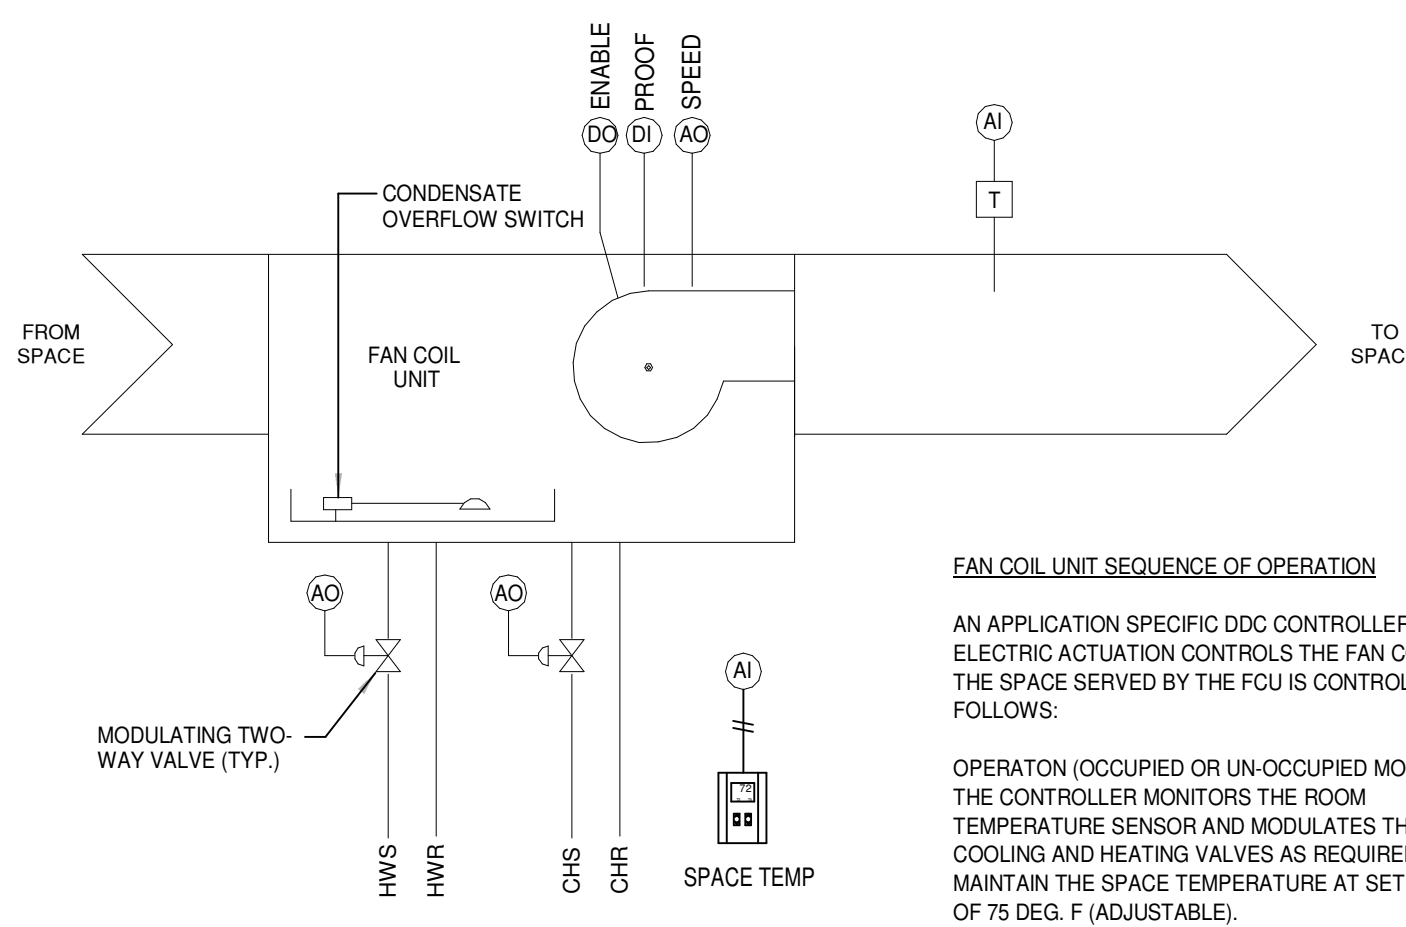 ENABLE
PROOF
SPEED
DO
DI
AO
AI
T
CONDENSATE
OVERFLOW SWITCH
FROM
SPACE
FAN COIL
UNIT
TO
SPAC
AO
AO
MODULATING TWO-
WAY VALVE (TYP.)
HWS
HWR
CHS
CHR
AI
72
SPACE TEMP
FAN COIL UNIT SEQUENCE OF OPERATION
AN APPLICATION SPECIFIC DDC CONTROLLER
ELECTRIC ACTUATION CONTROLS THE FAN CO
THE SPACE SERVED BY THE FCU IS CONTROL
FOLLOWS:
OPERATON (OCCUPIED OR UN-OCCUPIED MO
THE CONTROLLER MONITORS THE ROOM
TEMPERATURE SENSOR AND MODULATES TH
COOLING AND HEATING VALVES AS REQUIRE
MAINTAIN THE SPACE TEMPERATURE AT SET
OF 75 DEG. F (ADJUSTABLE).